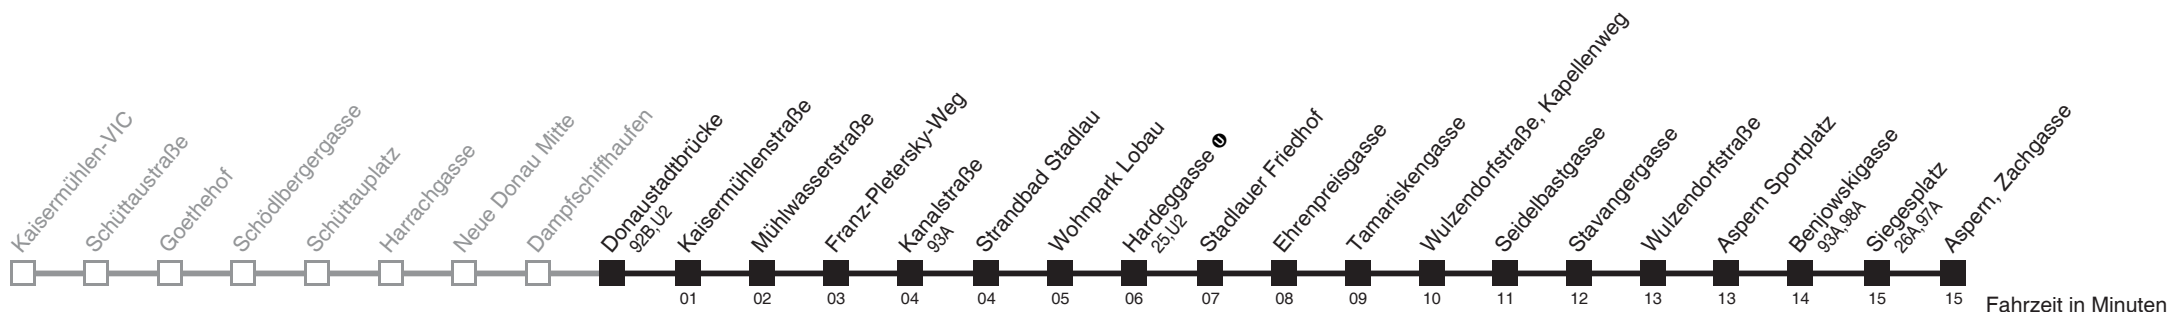 Kaisermühlen-VIC
Schüttaustraße
Goethehof
Schödlbergergasse
Schüttauplatz
Harrachgasse
Neue Donau Mitte
Dampfschiffhaufen
Donaustadtbrücke
92B,U2
Kaisermühlenstraße
Mühlwasserstraße
Franz-Pletersky-Weg
Kanalstraße
93A
Strandbad Stadlau
Wohnpark Lobau
Hardeggasse U
25,U2
Stadlauer Friedhof
Ehrenpreisgasse
Tamariskengasse
Wulzendorfstraße, Kapellenweg
Seidelbastgasse
Stavangergasse
Wulzendorfstraße
Aspern Sportplatz
Benjowskigasse
93A,98A
Siegesplatz
26A,97A
Aspern, Zachgasse
01 02 03 04 04 05 06 07 08 09 10 11 12 13 13 14 15 15 Fahrzeit in Minuten